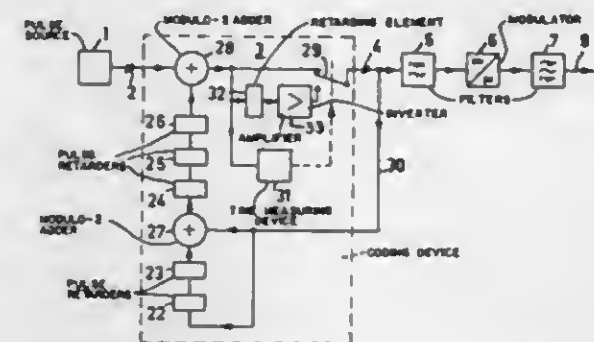 MODULO-2 ADDER
RETARDING ELEMENT
MODULATOR
PULSE
SOURCE
1
28
3
29
4
5
6
7
8
2
32
33
FILTERS
INVERTER
AMPLIFIER
26
PULSE
RETARDERS
25
24
31
30
TIME MEASURING
DEVICE
MODULO-2
ADDER
27
CODING DEVICE
23
PULSE
RETARDERS
22